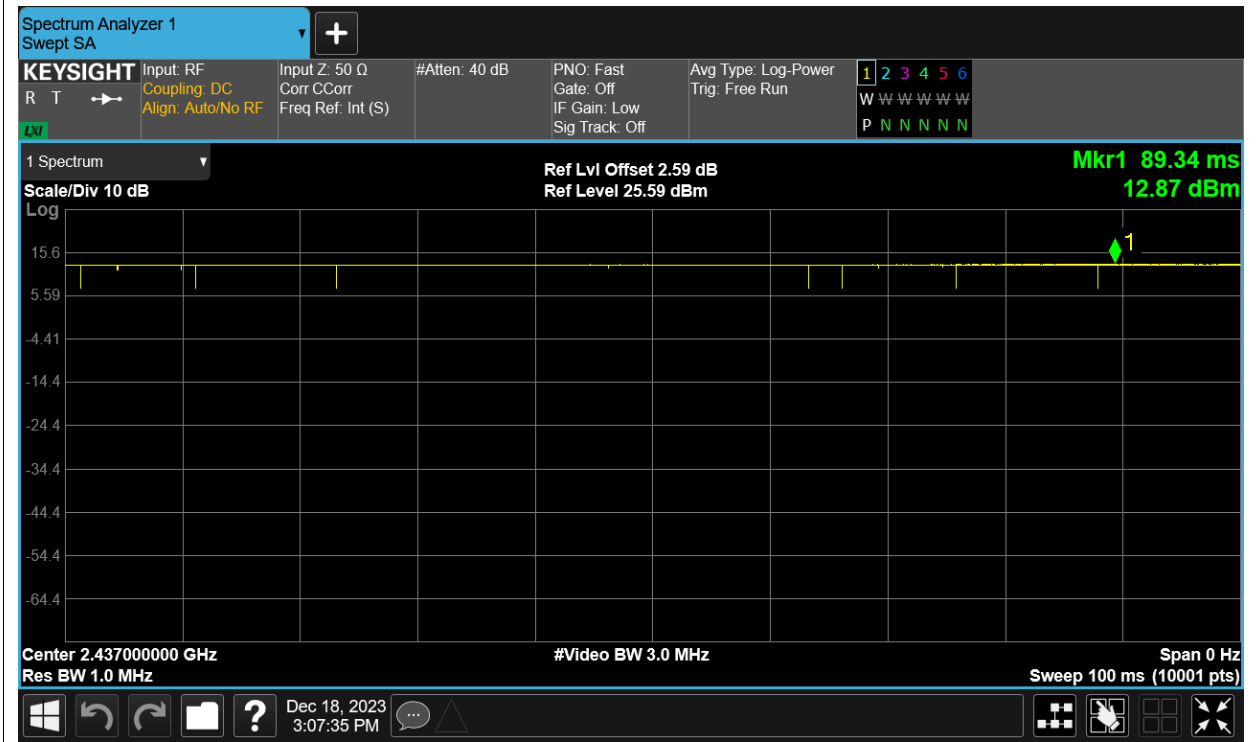 Spectrum Analyzer 1
Swept SA
KEYSIGHT
R T
LXI
Input: RF
Coupling: DC
Align: Auto/No RF
Input Z: 50 Ω
Corr CCorr
Freq Ref: Int (S)
#Atten: 40 dB
PNO: Fast
Gate: Off
IF Gain: Low
Sig Track: Off
Avg Type: Log-Power
Trig: Free Run
1 2 3 4 5 6
W W W W W W
P N N N N N
1 Spectrum
Scale/Div 10 dB
Log
Ref Lvl Offset 2.59 dB
Ref Level 25.59 dBm
Mkr1 89.34 ms
12.87 dBm
1
15.6
5.59
-4.41
-14.4
-24.4
-34.4
-44.4
-54.4
-64.4
Center 2.437000000 GHz
Res BW 1.0 MHz
#Video BW 3.0 MHz
Span 0 Hz
Sweep 100 ms (10001 pts)
?
Dec 18, 2023
3:07:35 PM